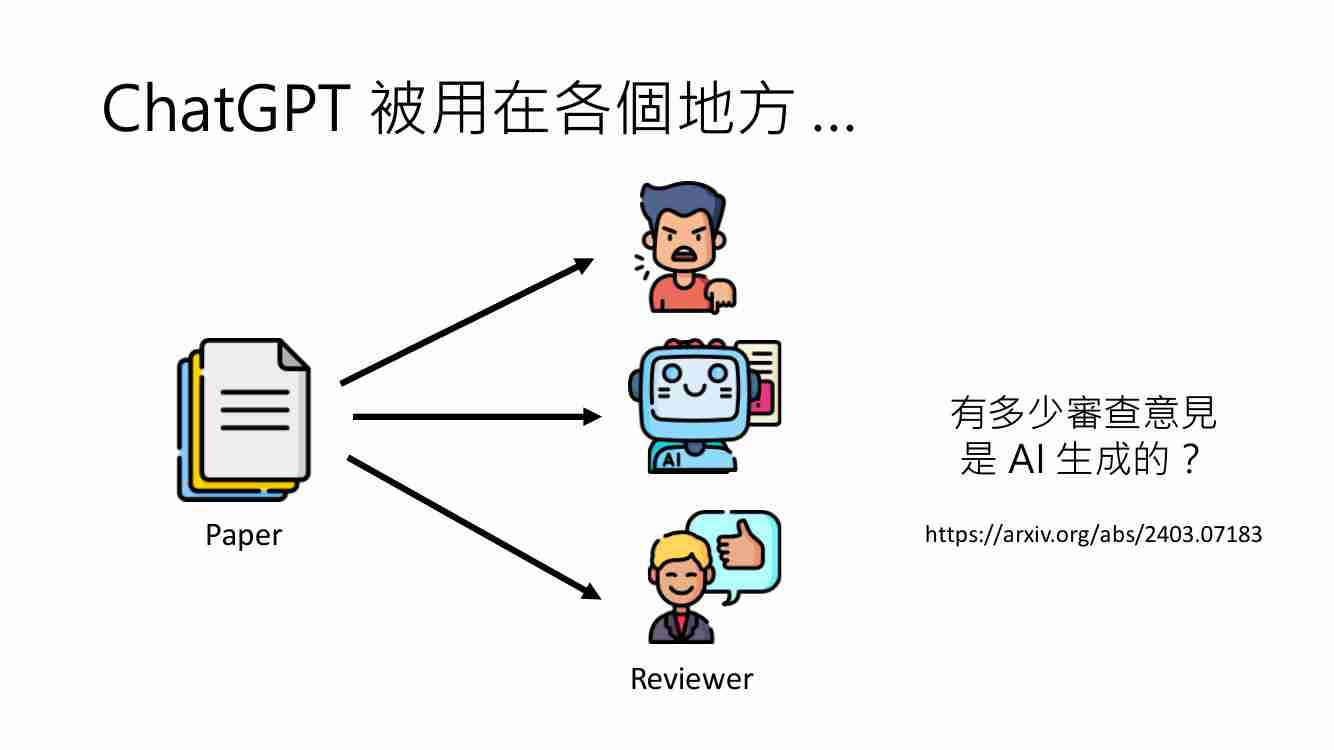 ChatGPT 被用在各個地方 …
AI
有多少審查意見
是 AI 生成的？
Paper
https://arxiv.org/abs/2403.07183
Reviewer